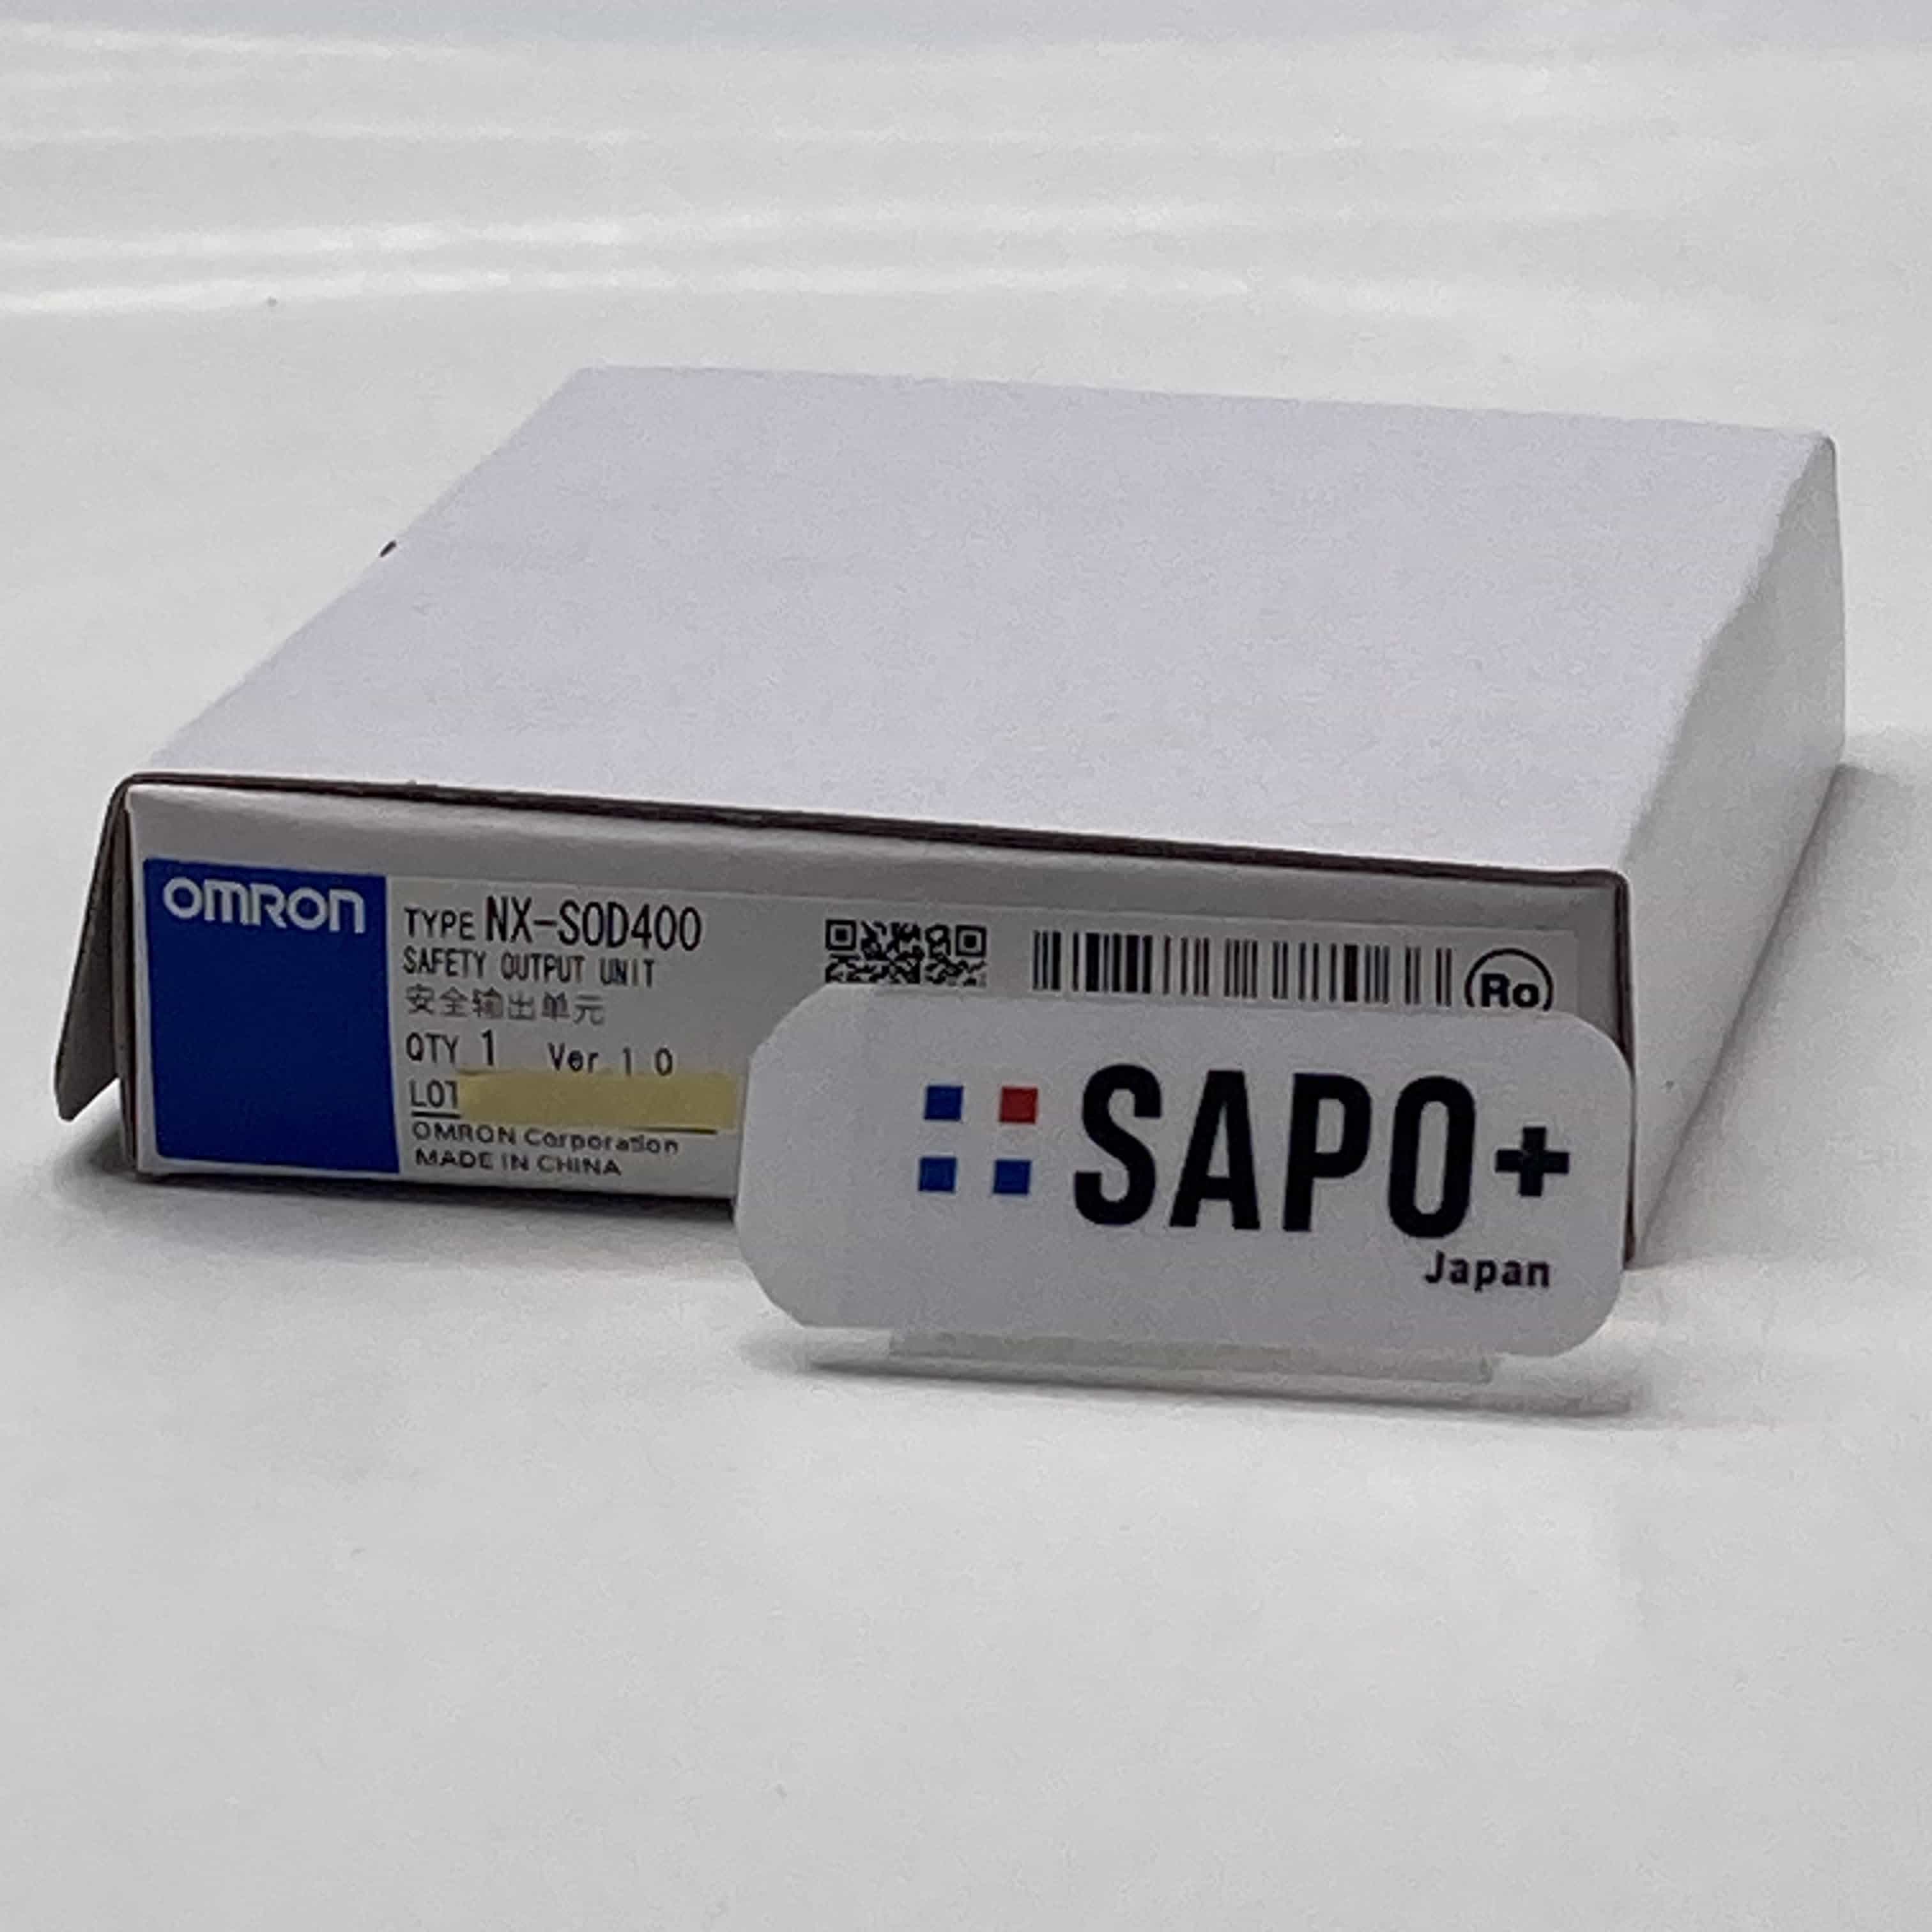 OMRON
TYPE NX-SOD400
SAFETY OUTPUT UNIT
安全输出单元
QTY 1 Ver.1.0
LOT
OMRON Corporation
MADE IN CHINA
Ro
SAPO+
Japan